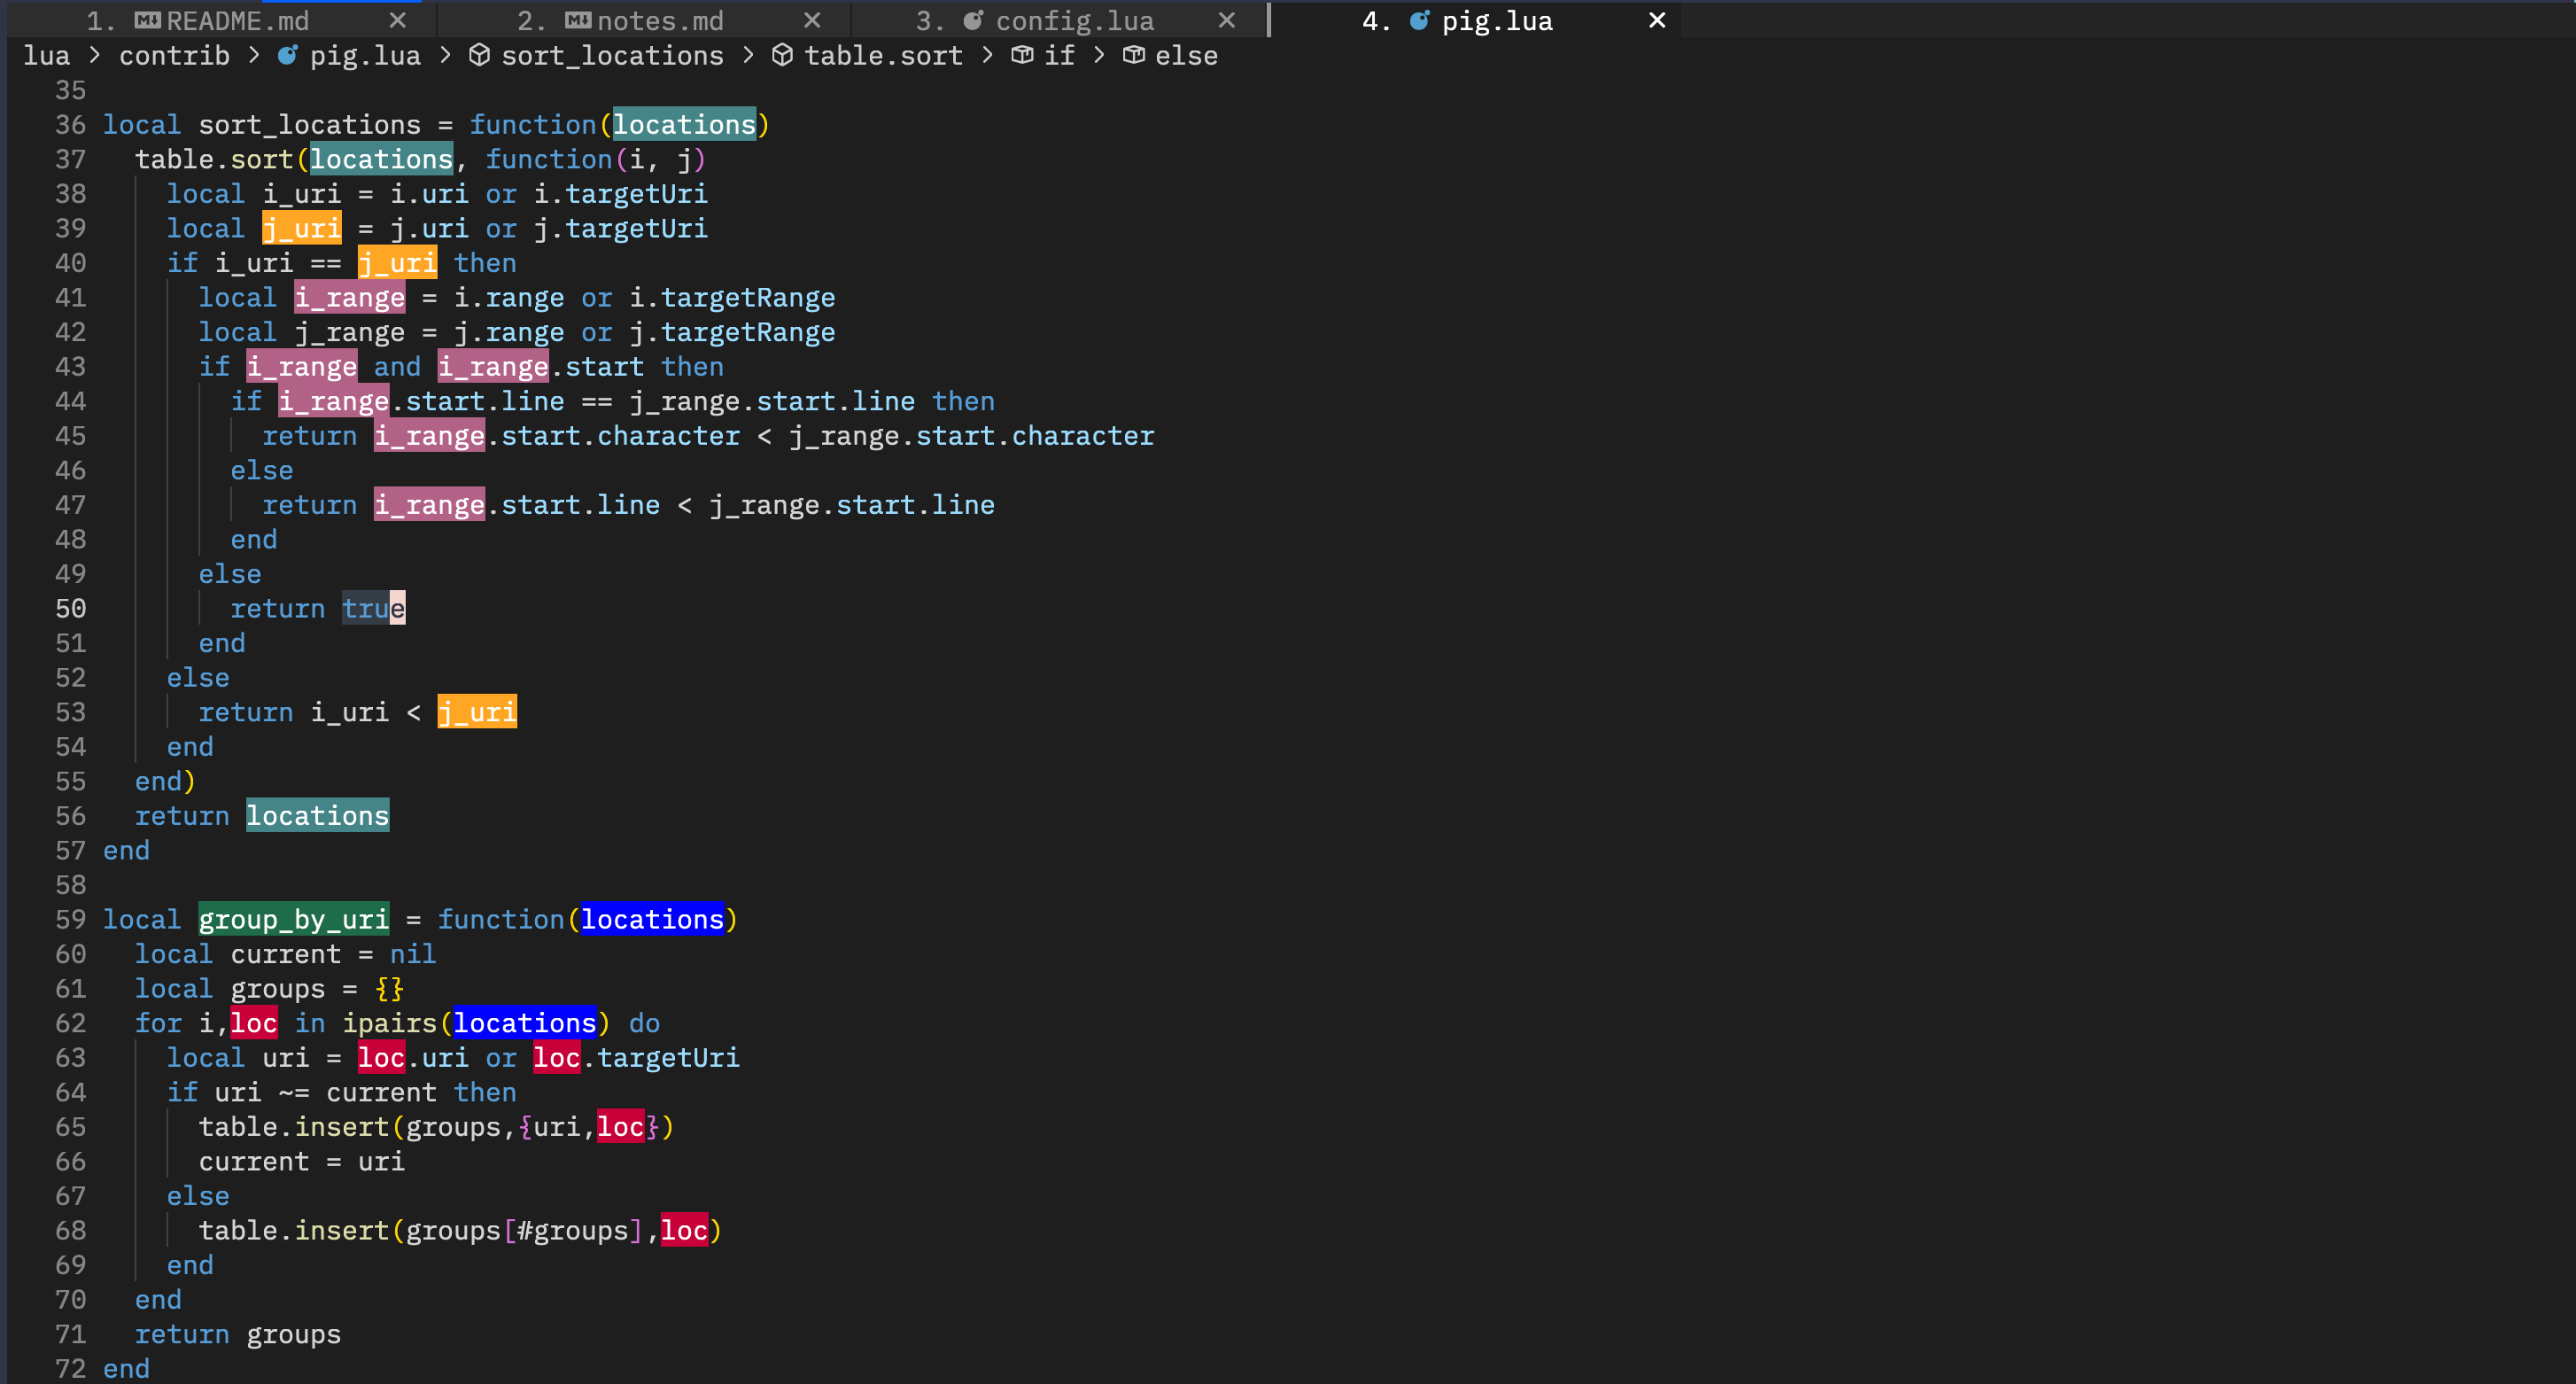 1. README.md × 2. notes.md × 3. config.lua × 4. pig.lua ×
lua > contrib > pig.lua > sort_locations > table.sort > if > else
35
36 local sort_locations = function(locations)
37   table.sort(locations, function(i, j)
38     local i_uri = i.uri or i.targetUri
39     local j_uri = j.uri or j.targetUri
40     if i_uri == j_uri then
41       local i_range = i.range or i.targetRange
42       local j_range = j.range or j.targetRange
43       if i_range and i_range.start then
44         if i_range.start.line == j_range.start.line then
45           return i_range.start.character < j_range.start.character
46         else
47           return i_range.start.line < j_range.start.line
48         end
49       else
50         return true
51       end
52     else
53       return i_uri < j_uri
54     end
55   end)
56   return locations
57 end
58
59 local group_by_uri = function(locations)
60   local current = nil
61   local groups = {}
62   for i,loc in ipairs(locations) do
63     local uri = loc.uri or loc.targetUri
64     if uri ~= current then
65       table.insert(groups,{uri,loc})
66       current = uri
67     else
68       table.insert(groups[#groups],loc)
69     end
70   end
71   return groups
72 end